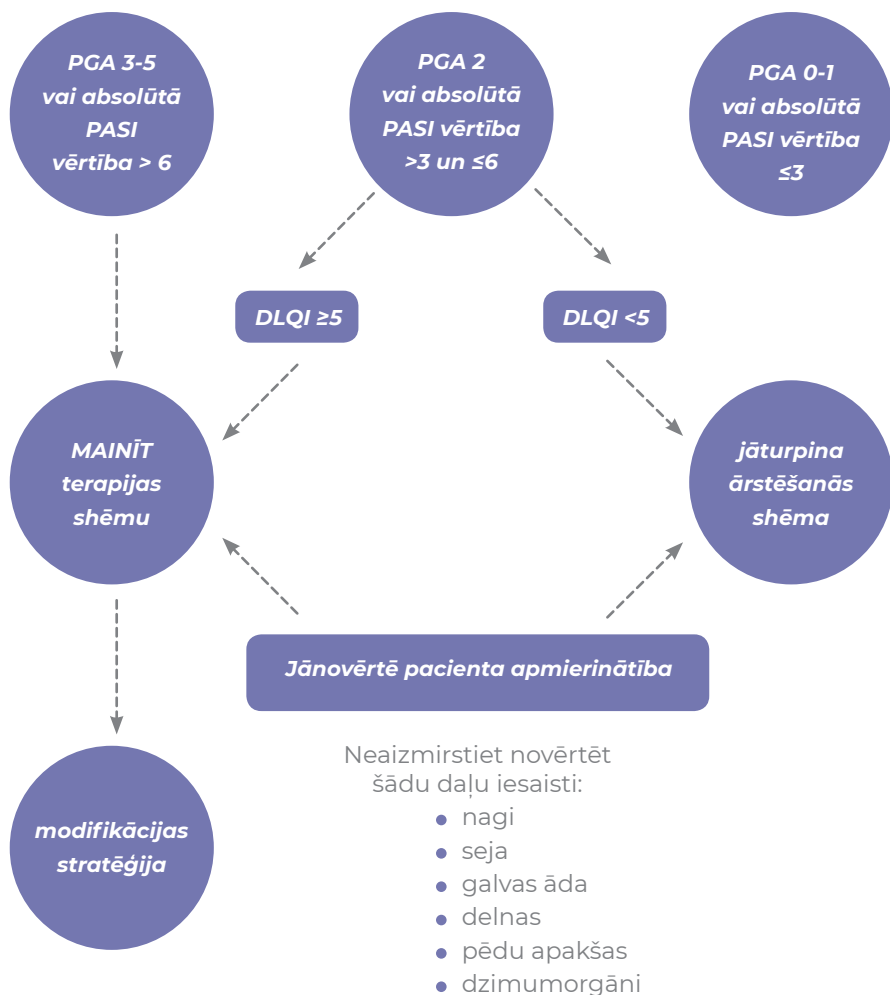 PGA 3-5
vai absolūtā
PASI
vērtība > 6
PGA 2
vai absolūtā
PASI vērtība
>3 un ≤6
PGA 0-1
vai absolūtā
PASI vērtība
≤3
DLQI ≥5
DLQI <5
MAINĪT
terapijas
shēmu
jāturpina
ārstēšanās
shēma
Jānovērtē pacienta apmierinātība
modifikācijas
stratēģija
Neaizmirstiet novērtēt
šādu daļu iesaisti:
• nagi
• seja
• galvas āda
• delnas
• pēdu apakšas
• dzimumorgāni